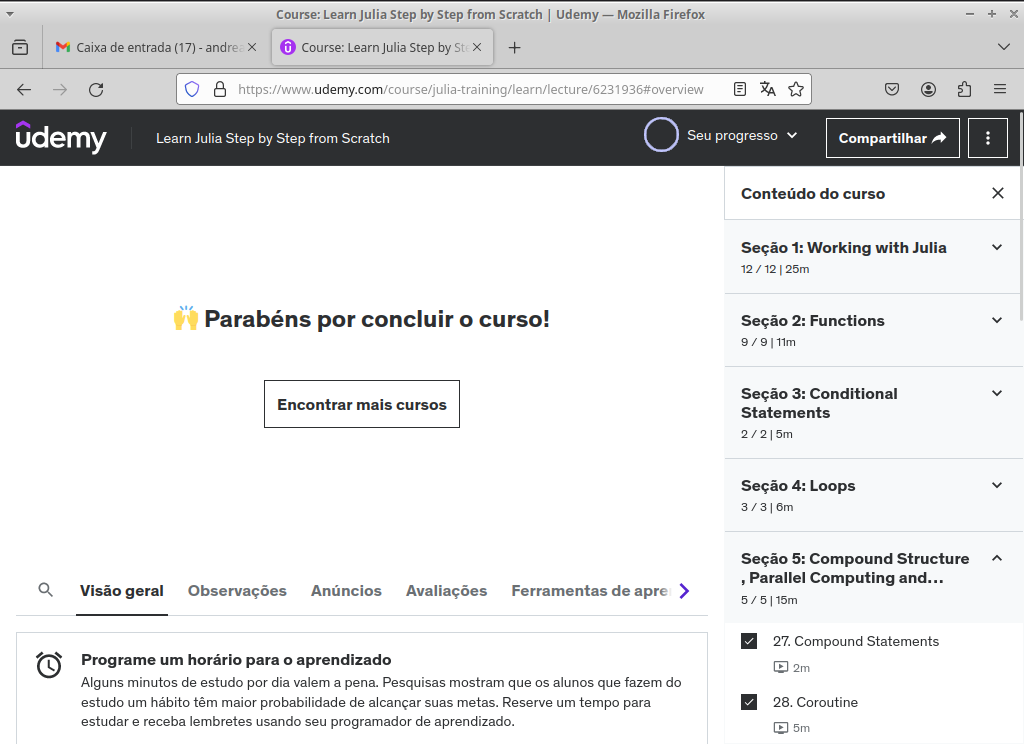 Course: Learn Julia Step by Step from Scratch | Udemy — Mozilla Firefox
Caixa de entrada (17) - andrea
Course: Learn Julia Step by Ste
https://www.udemy.com/course/julia-training/learn/lecture/6231936#overview
udemy
Learn Julia Step by Step from Scratch
Seu progresso
Compartilhar
Conteúdo do curso
Seção 1: Working with Julia
12 / 12 | 25m
Seção 2: Functions
9 / 9 | 11m
🙌 Parabéns por concluir o curso!
Encontrar mais cursos
Seção 3: Conditional
Statements
2 / 2 | 5m
Seção 4: Loops
3 / 3 | 6m
Seção 5: Compound Structure
, Parallel Computing and…
5 / 5 | 15m
27. Compound Statements
2m
28. Coroutine
5m
Visão geral Observações Anúncios Avaliações Ferramentas de apre
Programe um horário para o aprendizado
Alguns minutos de estudo por dia valem a pena. Pesquisas mostram que os alunos que fazem do
estudo um hábito têm maior probabilidade de alcançar suas metas. Reserve um tempo para
estudar e receba lembretes usando seu programador de aprendizado.